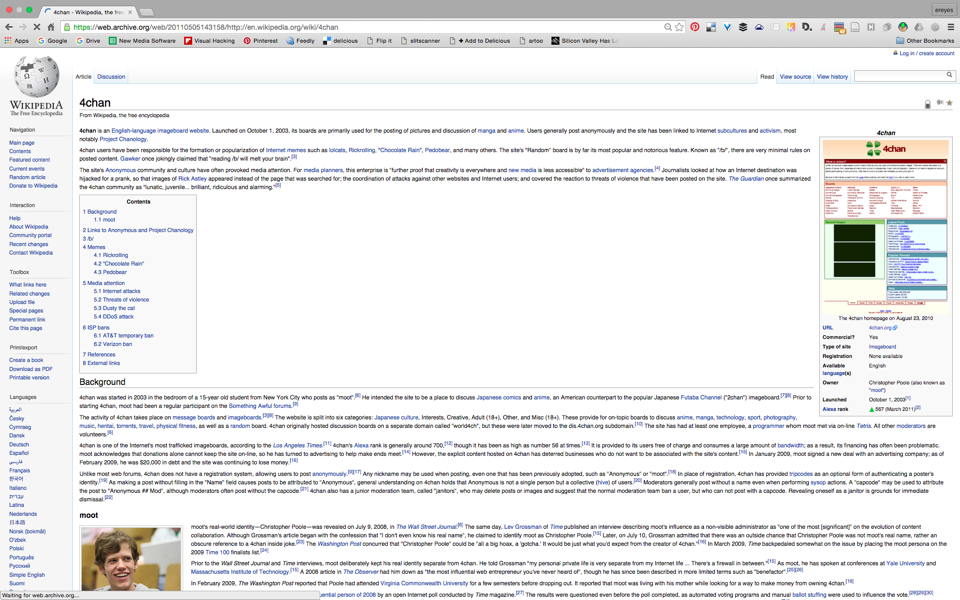 4chan - Wikipedia, the fre
ereyes
https://web.archive.org/web/20110505143158/http://en.wikipedia.org/wiki/4chan
Apps Google Drive New Media Software Visual Hacking Pinterest Feedly delicious Flip it slitscanner + Add to Delicious artoo Silicon Valley Has La Other Bookmarks
Log in / create account
Article Discussion Read View source View history
WIKIPEDIA
The Free Encyclopedia
Navigation
Main page
Contents
Featured content
Current events
Random article
Donate to Wikipedia
Interaction
Help
About Wikipedia
Community portal
Recent changes
Contact Wikipedia
Toolbox
What links here
Related changes
Upload file
Special pages
Permanent link
Cite this page
Print/export
Create a book
Download as PDF
Printable version
Languages
العربية
Česky
Cymraeg
Dansk
Deutsch
Español
فارسی
Français
한국어
Italiano
עברית
Latina
Nederlands
日本語
Norsk (bokmål)
O'zbek
Polski
Português
Русский
Simple English
Suomi
Waiting for web.archive.org...
4chan
From Wikipedia, the free encyclopedia
4chan is an English-language imageboard website. Launched on October 1, 2003, its boards are primarily used for the posting of pictures and discussion of manga and anime. Users generally post anonymously and the site has been linked to Internet subcultures and activism, most
notably Project Chanology.
4chan users have been responsible for the formation or popularization of Internet memes such as lolcats, Rickrolling, "Chocolate Rain", Pedobear, and many others. The site's "Random" board is by far its most popular and notorious feature. Known as "/b/", there are very minimal rules on
posted content. Gawker once jokingly claimed that "reading /b/ will melt your brain".[3]
The site's Anonymous community and culture have often provoked media attention. For media planners, this enterprise is "further proof that creativity is everywhere and new media is less accessible" to advertisement agencies.[4] Journalists looked at how an Internet destination was
hijacked for a prank, so that images of Rick Astley appeared instead of the page that was searched for; the coordination of attacks against other websites and Internet users; and covered the reaction to threats of violence that have been posted on the site. The Guardian once summarized
the 4chan community as "lunatic, juvenile... brilliant, ridiculous and alarming."[5]
Contents
1 Background
1.1 moot
2 Links to Anonymous and Project Chanology
3 /b/
4 Memes
4.1 Rickrolling
4.2 "Chocolate Rain"
4.3 Pedobear
5 Media attention
5.1 Internet attacks
5.2 Threats of violence
5.3 Dusty the cat
5.4 DDoS attack
6 ISP bans
6.1 AT&T temporary ban
6.2 Verizon ban
7 References
8 External links
4chan
4chan
The 4chan homepage on August 23, 2010
URL 4chan.org
Commercial? Yes
Type of site Imageboard
Registration None available
Available English
language(s)
Owner Christopher Poole (also known as
"moot")
Launched October 1, 2003[1]
Alexa rank 567 (March 2011)[2]
Background
4chan was started in 2003 in the bedroom of a 15-year old student from New York City who posts as "moot".[6] He intended the site to be a place to discuss Japanese comics and anime, an American counterpart to the popular Japanese Futaba Channel ("2chan") imageboard.[7][8] Prior to
starting 4chan, moot had been a regular participant on the Something Awful forums.[9]
The activity of 4chan takes place on message boards and imageboards.[3][8] The website is split into six categories: Japanese culture, Interests, Creative, Adult (18+), Other, and Misc (18+). These provide for on-topic boards to discuss anime, manga, technology, sport, photography,
music, hentai, torrents, travel, physical fitness, as well as a random board. 4chan originally hosted discussion boards on a separate domain called "world4ch", but these were later moved to the dis.4chan.org subdomain.[10] The site has had at least one employee, a programmer whom moot met via on-line Tetris. All other moderators are
volunteers.[6]
4chan is one of the Internet's most trafficked imageboards, according to the Los Angeles Times.[11] 4chan's Alexa rank is generally around 700,[12] though it has been as high as number 56 at times.[13] It is provided to its users free of charge and consumes a large amount of bandwidth; as a result, its financing has often been problematic.
moot acknowledges that donations alone cannot keep the site on-line, so he has turned to advertising to help make ends meet.[14] However, the explicit content hosted on 4chan has deterred businesses who do not want to be associated with the site's content.[15] In January 2009, moot signed a new deal with an advertising company; as of
February 2009, he was $20,000 in debt and the site was continuing to lose money.[16]
Unlike most web forums, 4chan does not have a registration system, allowing users to post anonymously.[9][17] Any nickname may be used for posting, even one that has been previously adopted, such as "Anonymous" or "moot".[18] In place of registration, 4chan has provided tripcodes as an optional form of authenticating a poster's
identity.[19] As making a post without filling in the "Name" field causes posts to be attributed to "Anonymous", general understanding on 4chan holds that Anonymous is not a single person but a collective (hive) of users.[20] Moderators generally post without a name even when performing sysop actions. A "capcode" may be used to attribute
the post to "Anonymous ## Mod", although moderators often post without the capcode.[21] 4chan also has a junior moderation team, called "janitors", who may delete posts or images and suggest that the normal moderation team ban a user, but who can not post with a capcode. Revealing oneself as a janitor is grounds for immediate
dismissal.[22]
moot
moot's real-world identity—Christopher Poole—was revealed on July 9, 2008, in The Wall Street Journal.[6] The same day, Lev Grossman of Time published an interview describing moot's influence as a non-visible administrator as "one of the most [significant]" on the evolution of content
collaboration. Although Grossman's article began with the confession that "I don't even know his real name", he claimed to identify moot as Christopher Poole.[15] Later, on July 10, Grossman admitted that there was an outside chance that Christopher Poole was not moot's real name, rather an
obscure reference to a 4chan inside joke.[23] The Washington Post concurred that "Christopher Poole" could be "all a big hoax, a 'gotcha.' It would be just what you'd expect from the creator of 4chan."[16] In March 2009, Time backpedaled somewhat on the issue by placing the moot persona on the
2009 Time 100 finalists list.[24]
Prior to the Wall Street Journal and Time interviews, moot deliberately kept his real identity separate from 4chan. He told Grossman "my personal private life is very separate from my Internet life ... There's a firewall in between."[15] As moot, he has spoken at conferences at Yale University and
Massachusetts Institute of Technology.[5] A 2008 article in The Observer had him down as "the most influential web entrepreneur you've never heard of", though he has since been described in more limited terms such as "benefactor".[25][26]
In February 2009, The Washington Post reported that Poole had attended Virginia Commonwealth University for a few semesters before dropping out. It reported that moot was living with his mother while looking for a way to make money from owning 4chan.[16]
quential person of 2008 by an open Internet poll conducted by Time magazine.[27] The results were questioned even before the poll completed, as automated voting programs and manual ballot stuffing were used to influence the vote.[28][29][30]